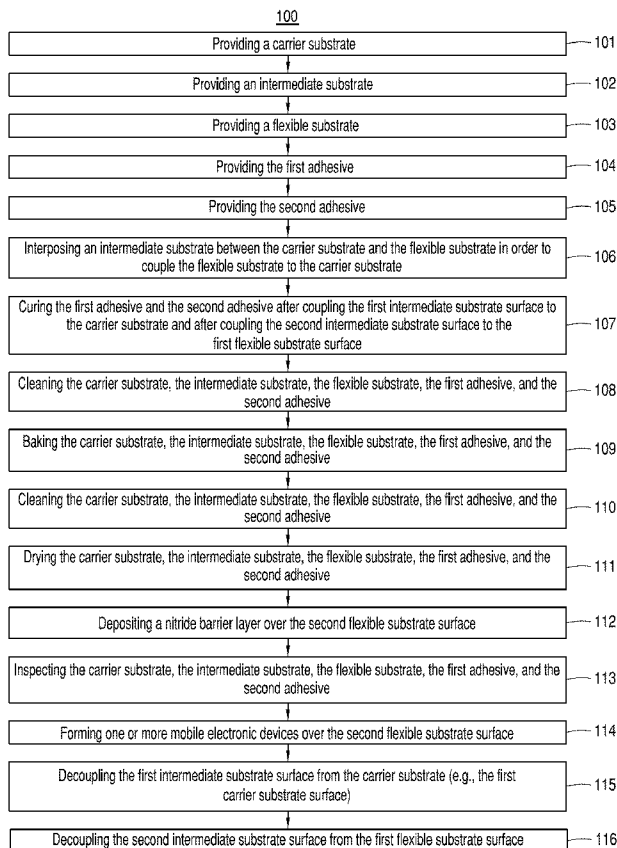 100
Providing a carrier substrate
101
Providing an intermediate substrate
102
Providing a flexible substrate
103
Providing the first adhesive
104
Providing the second adhesive
105
Interposing an intermediate substrate between the carrier substrate and the flexible substrate in order to
couple the flexible substrate to the carrier substrate
106
Curing the first adhesive and the second adhesive after coupling the first intermediate substrate surface to
the carrier substrate and after coupling the second intermediate substrate surface to the
first flexible substrate surface
107
Cleaning the carrier substrate, the intermediate substrate, the flexible substrate, the first adhesive, and the
second adhesive
108
Baking the carrier substrate, the intermediate substrate, the flexible substrate, the first adhesive, and the
second adhesive
109
Cleaning the carrier substrate, the intermediate substrate, the flexible substrate, the first adhesive, and the
second adhesive
110
Drying the carrier substrate, the intermediate substrate, the flexible substrate, the first adhesive, and the
second adhesive
111
Depositing a nitride barrier layer over the second flexible substrate surface
112
Inspecting the carrier substrate, the intermediate substrate, the flexible substrate, the first adhesive, and the
second adhesive
113
Forming one or more mobile electronic devices over the second flexible substrate surface
114
Decoupling the first intermediate substrate surface from the carrier substrate (e.g., the first
carrier substrate surface)
115
Decoupling the second intermediate substrate surface from the first flexible substrate surface
116